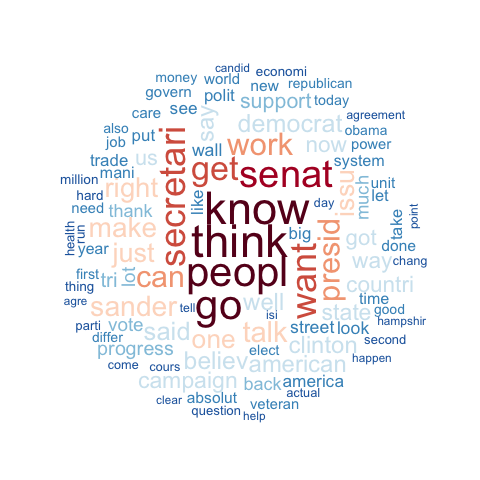 candid
economi
money
world
republican
govern
polit
new
today
care
see
support
agreement
also
put
say
democrat
obama
job
wall
work
now
power
trade
us
get
senat
system
mani
secretari
issu
million
right
like
know
day
much
unit
hard
let
need
thank
think
big
want
presid
take
point
make
got
done
health
run
year
just
peopl
way
chang
first
tri
lot
can
countri
thing
agre
sander
tell
go
well
isi
state
time
good
parti
vote
said
one
talk
street
look
hampshir
differ
progress
believ
elect
clinton
second
come
cours
american
happen
campaign
back
america
clear
absolut
actual
question
veteran
help